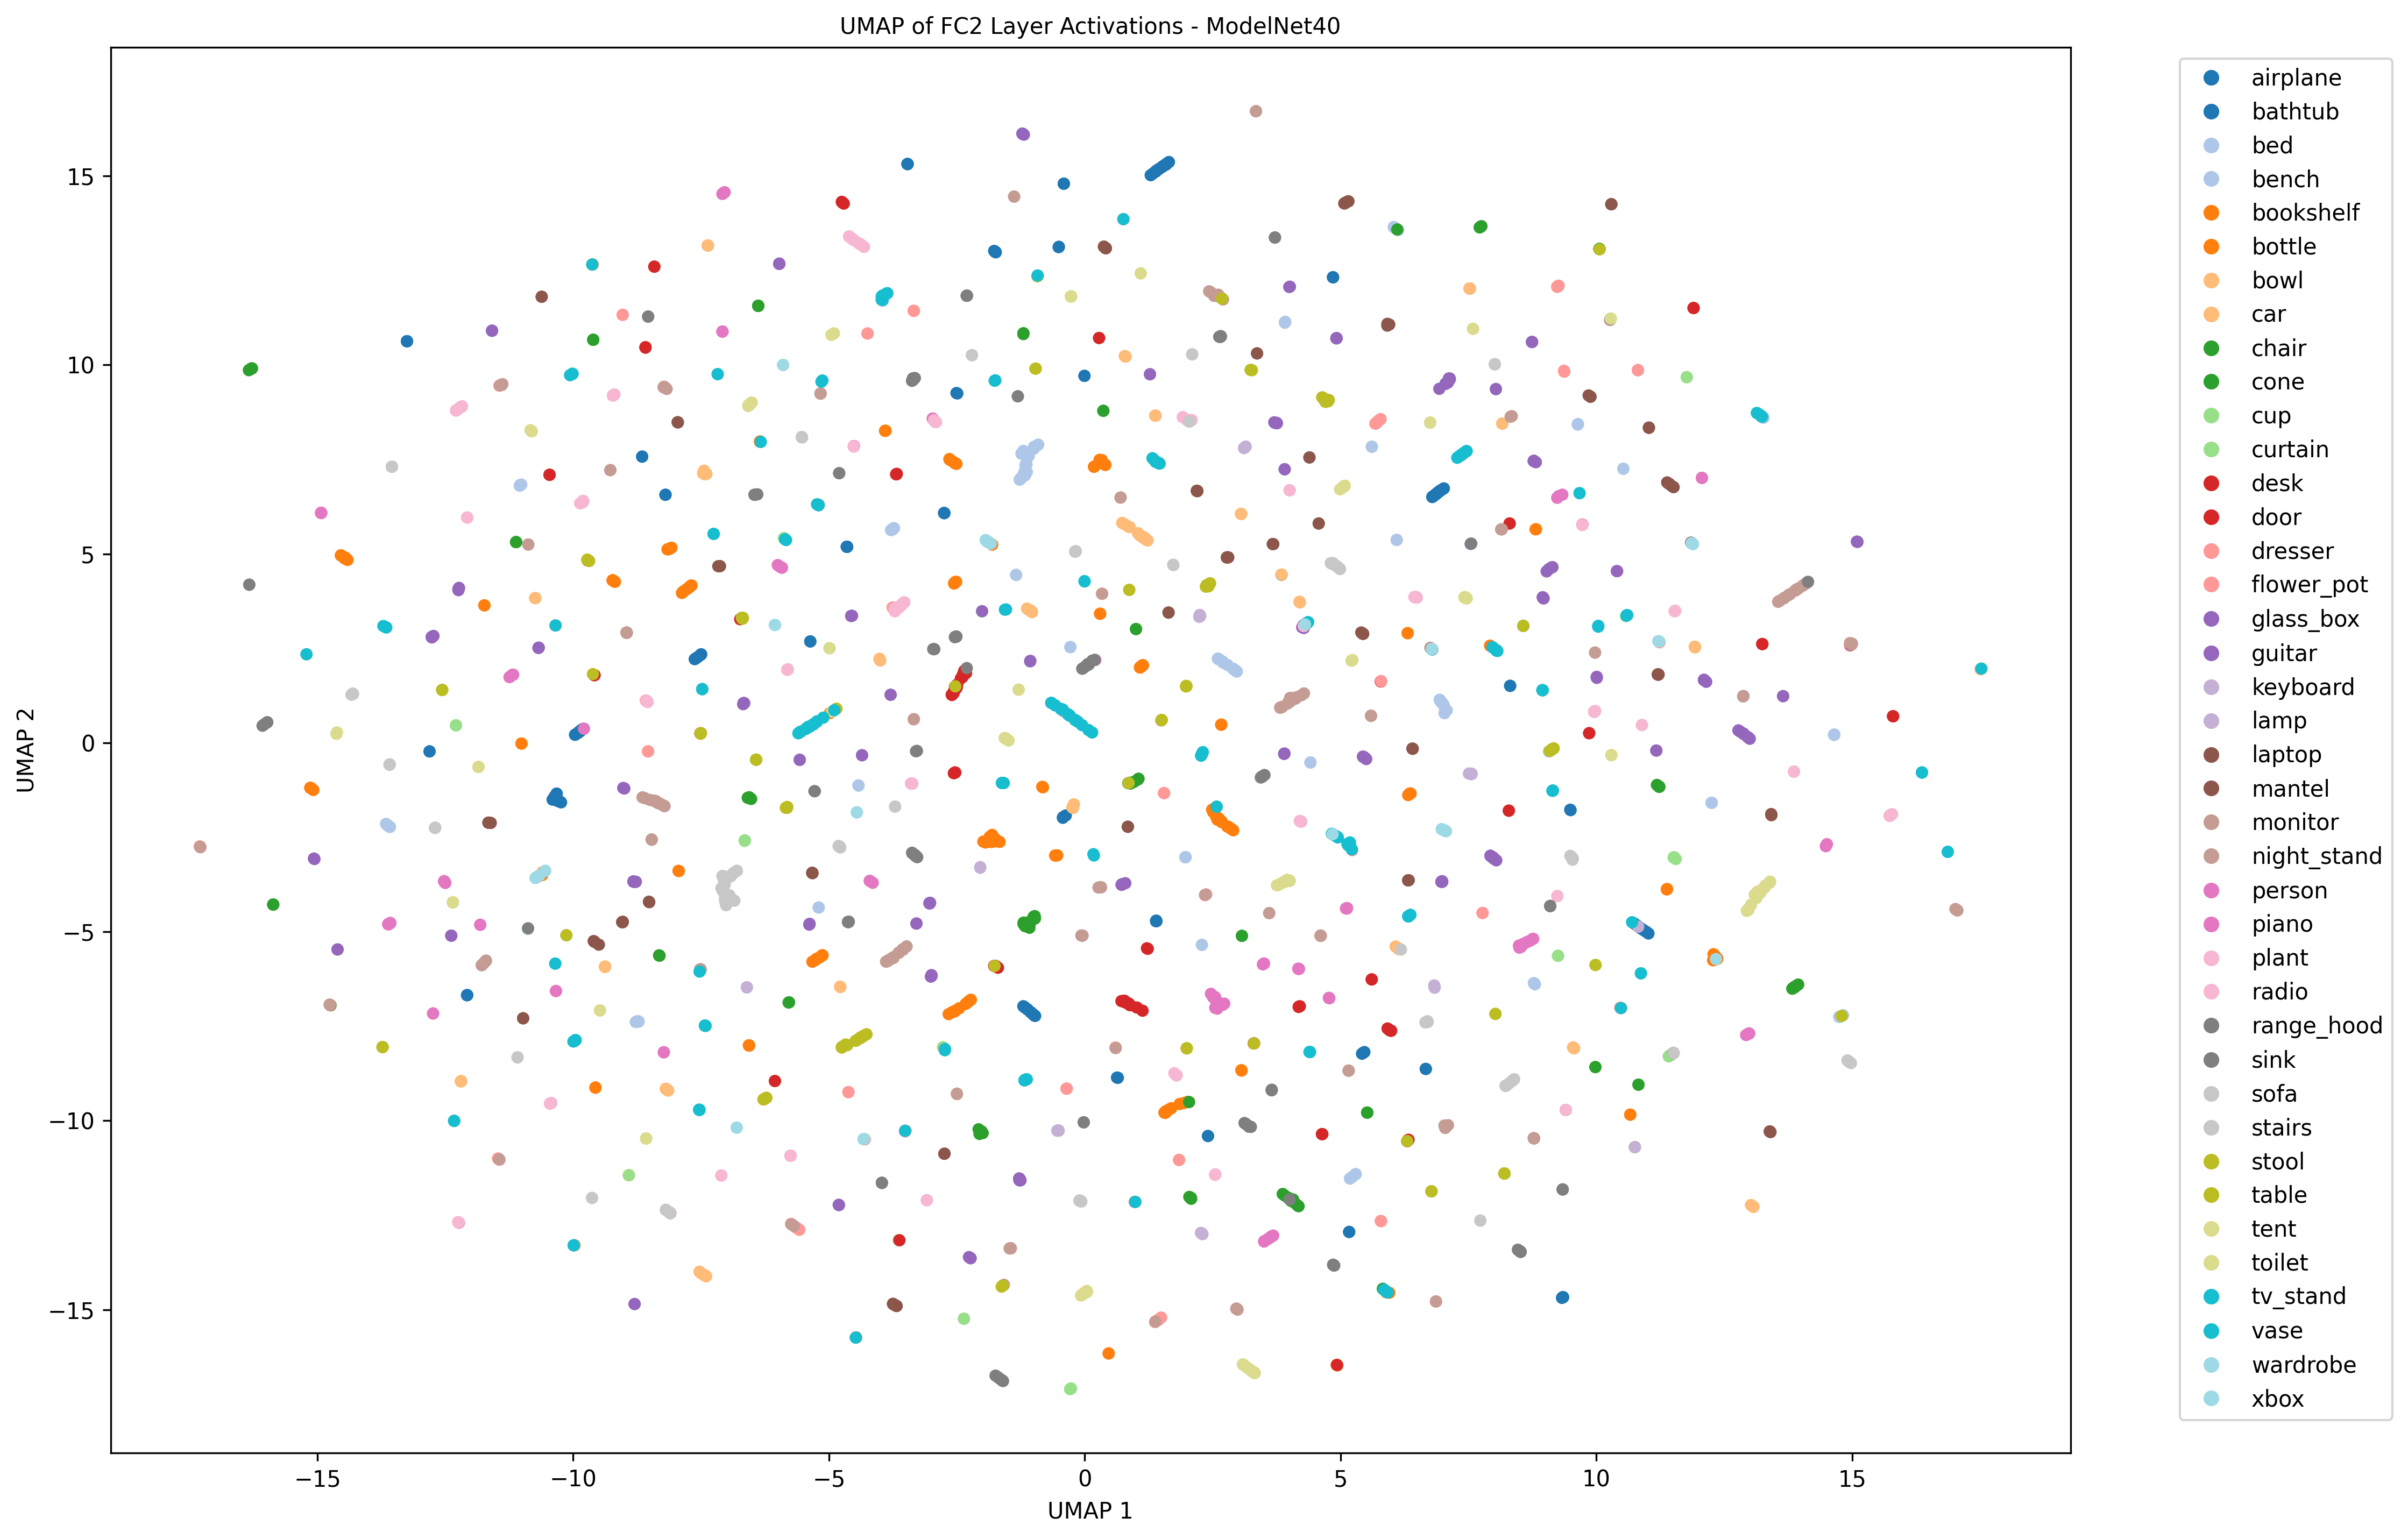 UMAP of FC2 Layer Activations - ModelNet40
UMAP 2
15
10
5
0
−5
−10
−15
−15
−10
−5
0
5
10
15
UMAP 1
airplane
bathtub
bed
bench
bookshelf
bottle
bowl
car
chair
cone
cup
curtain
desk
door
dresser
flower_pot
glass_box
guitar
keyboard
lamp
laptop
mantel
monitor
night_stand
person
piano
plant
radio
range_hood
sink
sofa
stairs
stool
table
tent
toilet
tv_stand
vase
wardrobe
xbox